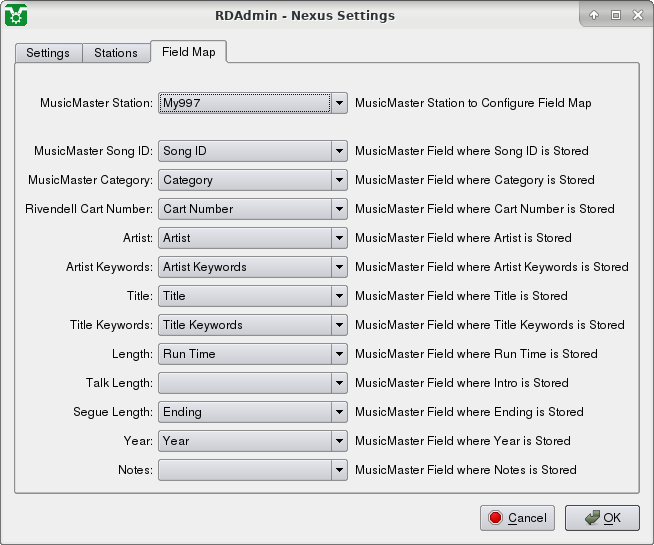 RDAdmin - Nexus Settings
Settings Stations Field Map
MusicMaster Station: My997 MusicMaster Station to Configure Field Map
MusicMaster Song ID: Song ID MusicMaster Field where Song ID is Stored
MusicMaster Category: Category MusicMaster Field where Category is Stored
Rivendell Cart Number: Cart Number MusicMaster Field where Cart Number is Stored
Artist: Artist MusicMaster Field where Artist is Stored
Artist Keywords: Artist Keywords MusicMaster Field where Artist Keywords is Stored
Title: Title MusicMaster Field where Title is Stored
Title Keywords: Title Keywords MusicMaster Field where Title Keywords is Stored
Length: Run Time MusicMaster Field where Run Time is Stored
Talk Length: MusicMaster Field where Intro is Stored
Segue Length: Ending MusicMaster Field where Ending is Stored
Year: Year MusicMaster Field where Year is Stored
Notes: MusicMaster Field where Notes is Stored
Cancel OK